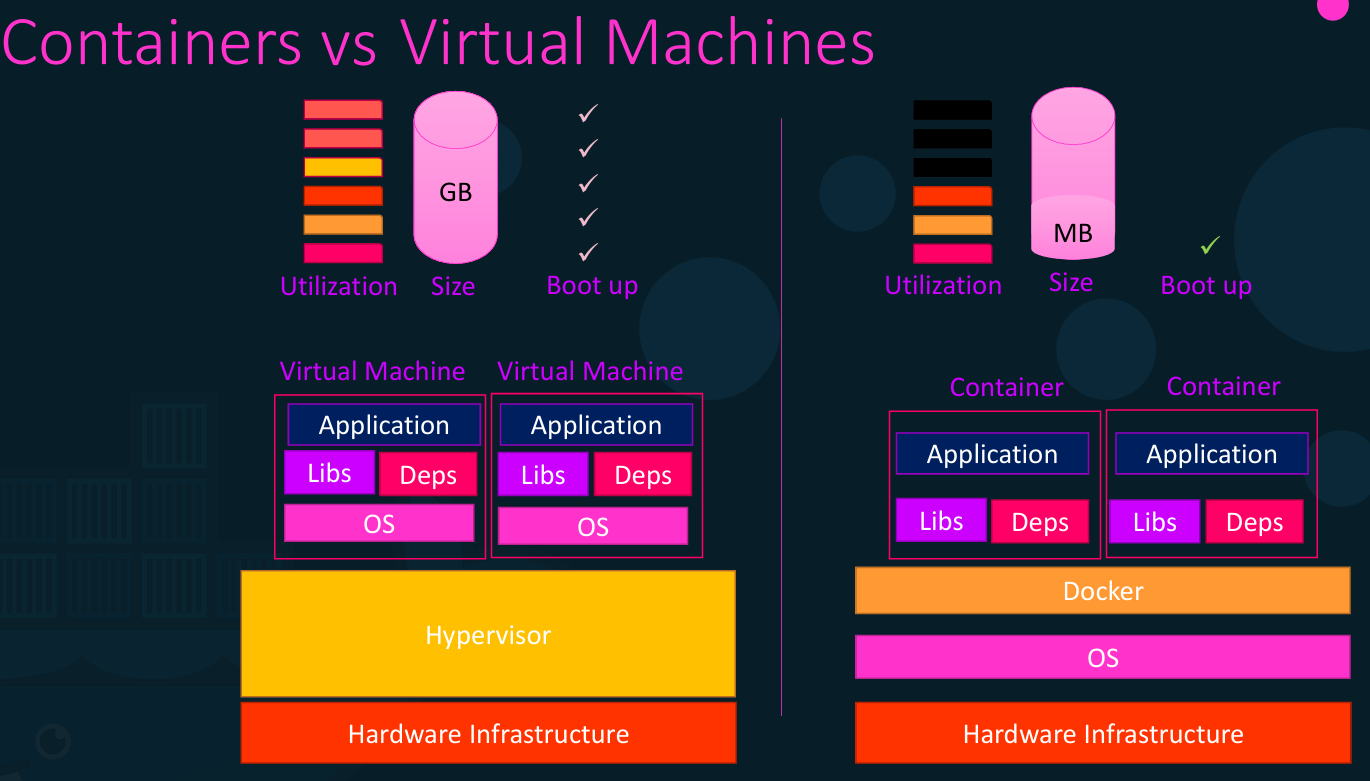 Containers vs Virtual Machines
GB
Utilization
Size
Boot up
MB
Utilization
Size
Boot up
Virtual Machine
Virtual Machine
Application
Application
Libs
Deps
Libs
Deps
OS
OS
Hypervisor
Hardware Infrastructure
Container
Container
Application
Application
Libs
Deps
Libs
Deps
Docker
OS
Hardware Infrastructure